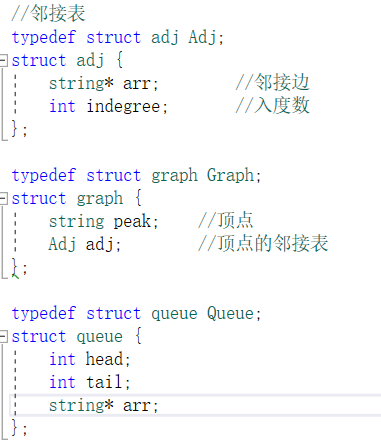 //邻接表
typedef struct adj Adj;
struct adj {
string* arr; //邻接边
int indegree; //入度数
};
typedef struct graph Graph;
struct graph {
string peak; //顶点
Adj adj; //顶点的邻接表
};
typedef struct queue Queue;
struct queue {
int head;
int tail;
string* arr;
};